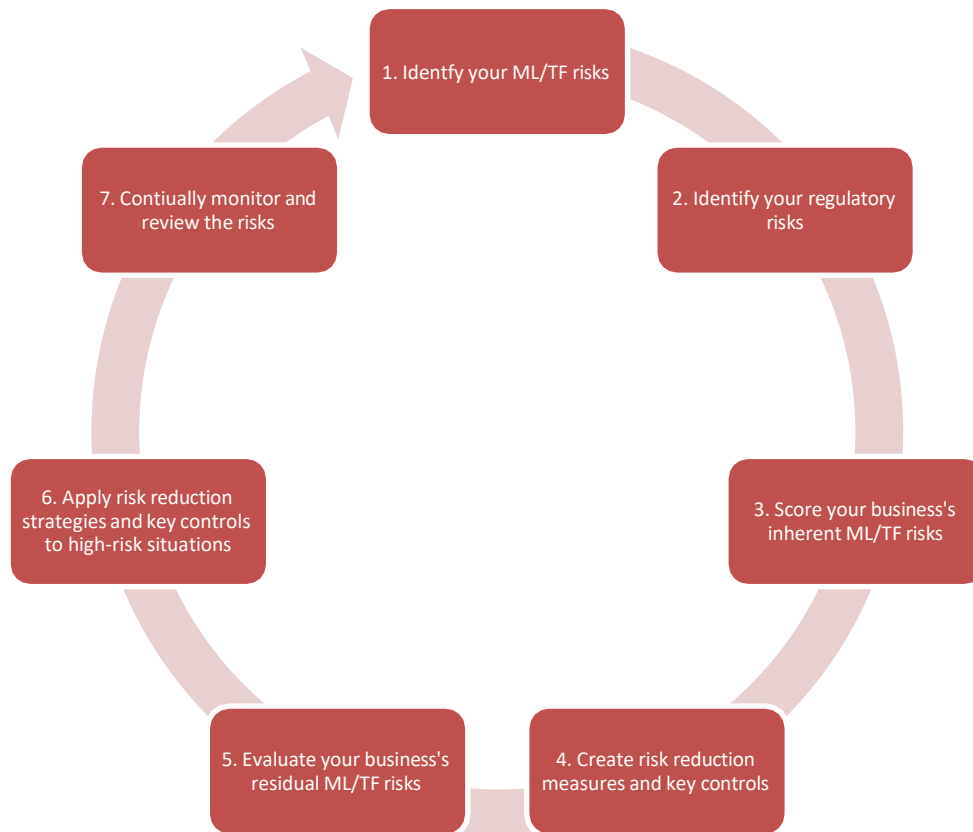 1. Identfy your ML/TF risks
2. Identify your regulatory
risks
3. Score your business's
inherent ML/TF risks
4. Create risk reduction
measures and key controls
5. Evaluate your business's
residual ML/TF risks
6. Apply risk reduction
strategies and key controls
to high-risk situations
7. Contiually monitor and
review the risks